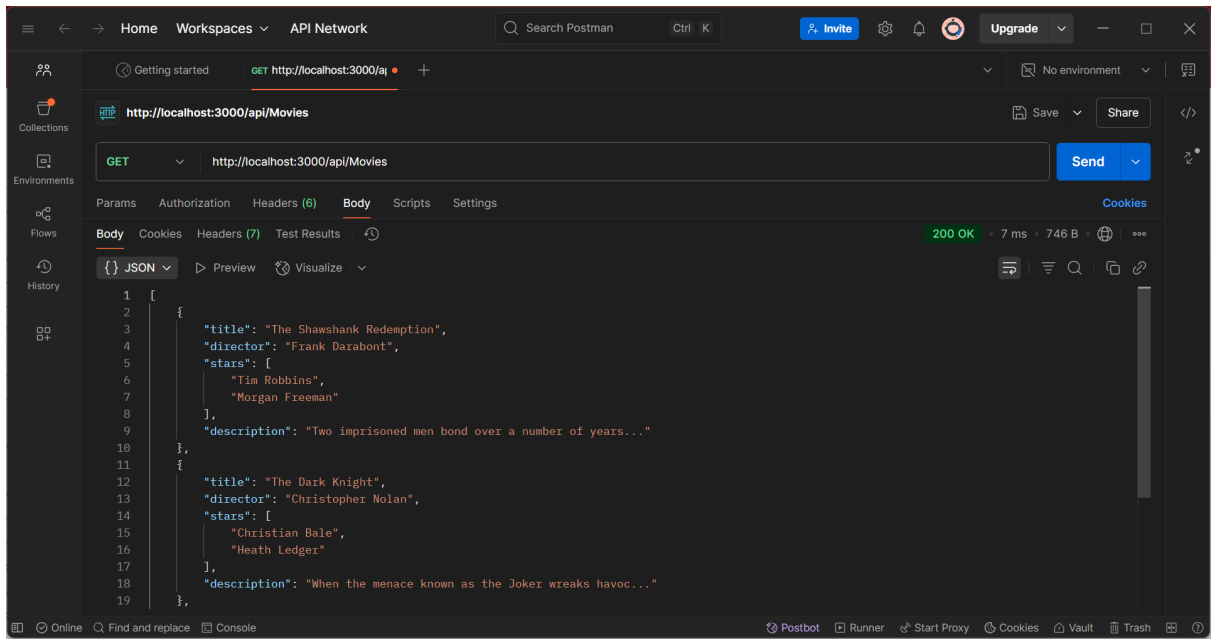 Home Workspaces API Network Search Postman Ctrl K Invite Upgrade
Getting started GET http://localhost:3000/a No environment
HTTP http://localhost:3000/api/Movies Save Share
Collections
GET http://localhost:3000/api/Movies Send
Environments
Params Authorization Headers (6) Body Scripts Settings Cookies
Flows
Body Cookies Headers (7) Test Results 200 OK • 7 ms • 746 B •
{ } JSON Preview Visualize
History
1 [
2 {
3 "title": "The Shawshank Redemption",
4 "director": "Frank Darabont",
5 "stars": [
6 "Tim Robbins",
7 "Morgan Freeman"
8 ],
9 "description": "Two imprisoned men bond over a number of years..."
10 },
11 {
12 "title": "The Dark Knight",
13 "director": "Christopher Nolan",
14 "stars": [
15 "Christian Bale",
16 "Heath Ledger"
17 ],
18 "description": "When the menace known as the Joker wreaks havoc..."
19 },
Online Find and replace Console Postbot Runner Start Proxy Cookies Vault Trash